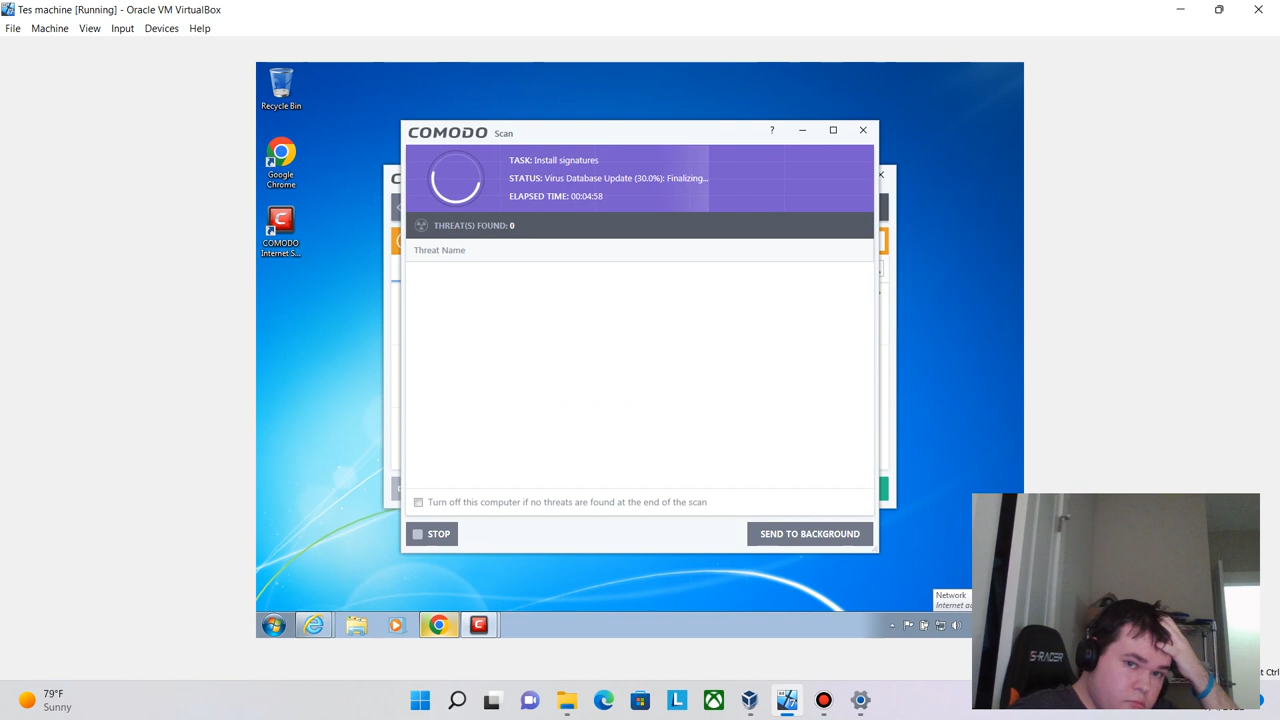 Tes machine [Running] - Oracle VM VirtualBox
File Machine View Input Devices Help
Recycle Bin
Google
Chrome
COMODO
Internet S...
COMODO Scan
?
TASK: Install signatures
STATUS: Virus Database Update (30.0%): Finalizing...
ELAPSED TIME: 00:04:58
THREAT(S) FOUND: 0
Threat Name
Turn off this computer if no threats are found at the end of the scan
STOP
SEND TO BACKGROUND
Network
Internet
S-RACER
Ctrl
79°F
Sunny